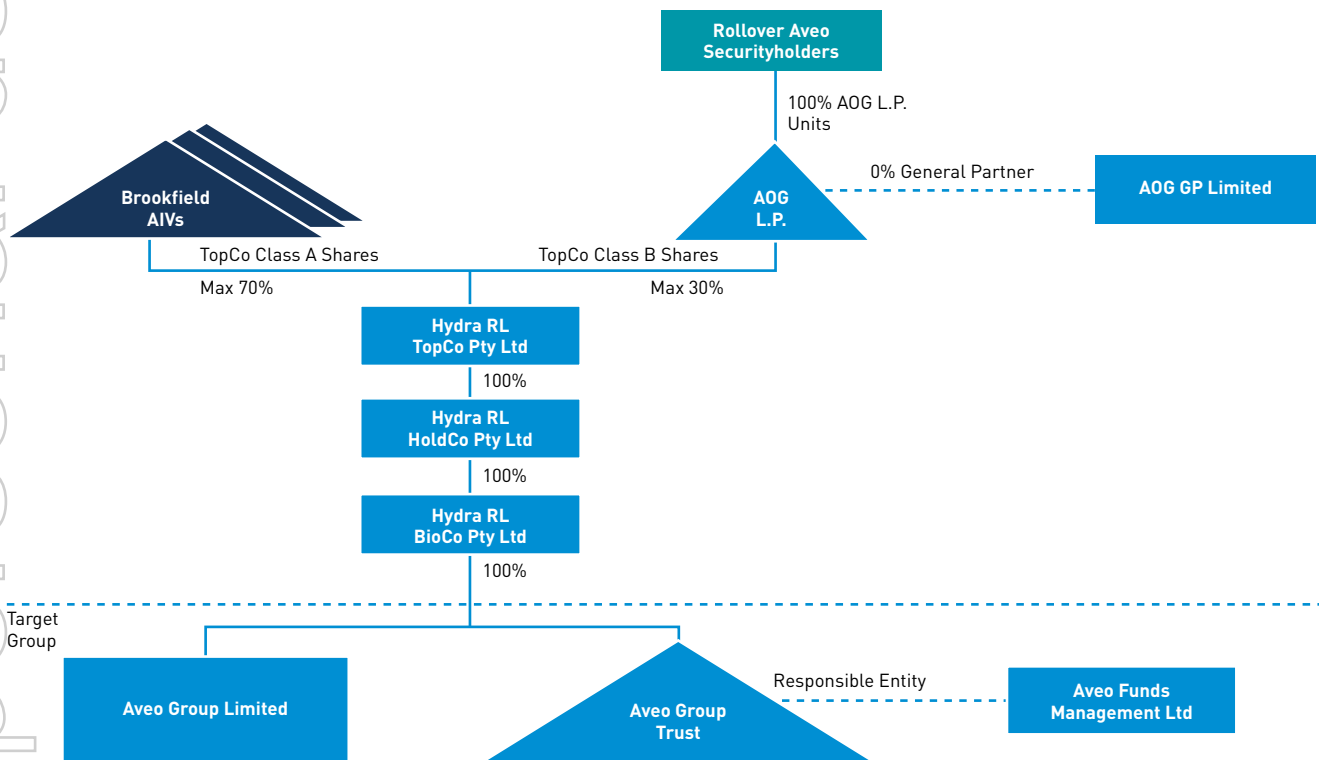 Rollover Aveo
Securityholders
100% AOG L.P.
Units
Brookfield
AIVs
AOG
L.P.
0% General Partner
AOG GP Limited
TopCo Class A Shares
TopCo Class B Shares
Max 70%
Max 30%
Hydra RL
TopCo Pty Ltd
100%
Hydra RL
HoldCo Pty Ltd
100%
Hydra RL
BioCo Pty Ltd
100%
Target
Group
Aveo Group Limited
Aveo Group
Trust
Responsible Entity
Aveo Funds
Management Ltd